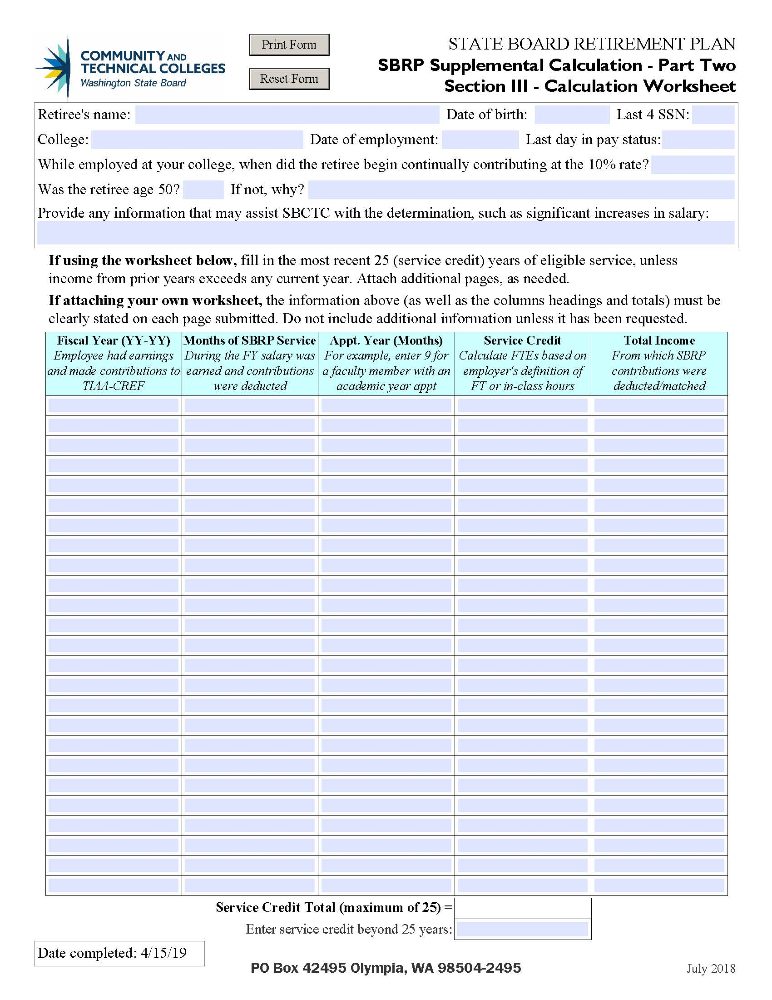 COMMUNITY AND
TECHNICAL COLLEGES
Washington State Board
Print Form
Reset Form
STATE BOARD RETIREMENT PLAN
SBRP Supplemental Calculation - Part Two
Section III - Calculation Worksheet
Retiree's name: Date of birth: Last 4 SSN:
College: Date of employment: Last day in pay status:
While employed at your college, when did the retiree begin continually contributing at the 10% rate?
Was the retiree age 50? If not, why?
Provide any information that may assist SBCTC with the determination, such as significant increases in salary:
If using the worksheet below, fill in the most recent 25 (service credit) years of eligible service, unless
income from prior years exceeds any current year. Attach additional pages, as needed.
If attaching your own worksheet, the information above (as well as the columns headings and totals) must be
clearly stated on each page submitted. Do not include additional information unless it has been requested.
Fiscal Year (YY-YY)
Employee had earnings
and made contributions to
TIAA-CREF
Months of SBRP Service
During the FY salary was
earned and contributions
were deducted
Appt. Year (Months)
For example, enter 9 for
a faculty member with an
academic year appt
Service Credit
Calculate FTEs based on
employer's definition of
FT or in-class hours
Total Income
From which SBRP
contributions were
deducted/matched
Service Credit Total (maximum of 25) =
Enter service credit beyond 25 years:
Date completed: 4/15/19
PO Box 42495 Olympia, WA 98504-2495
July 2018